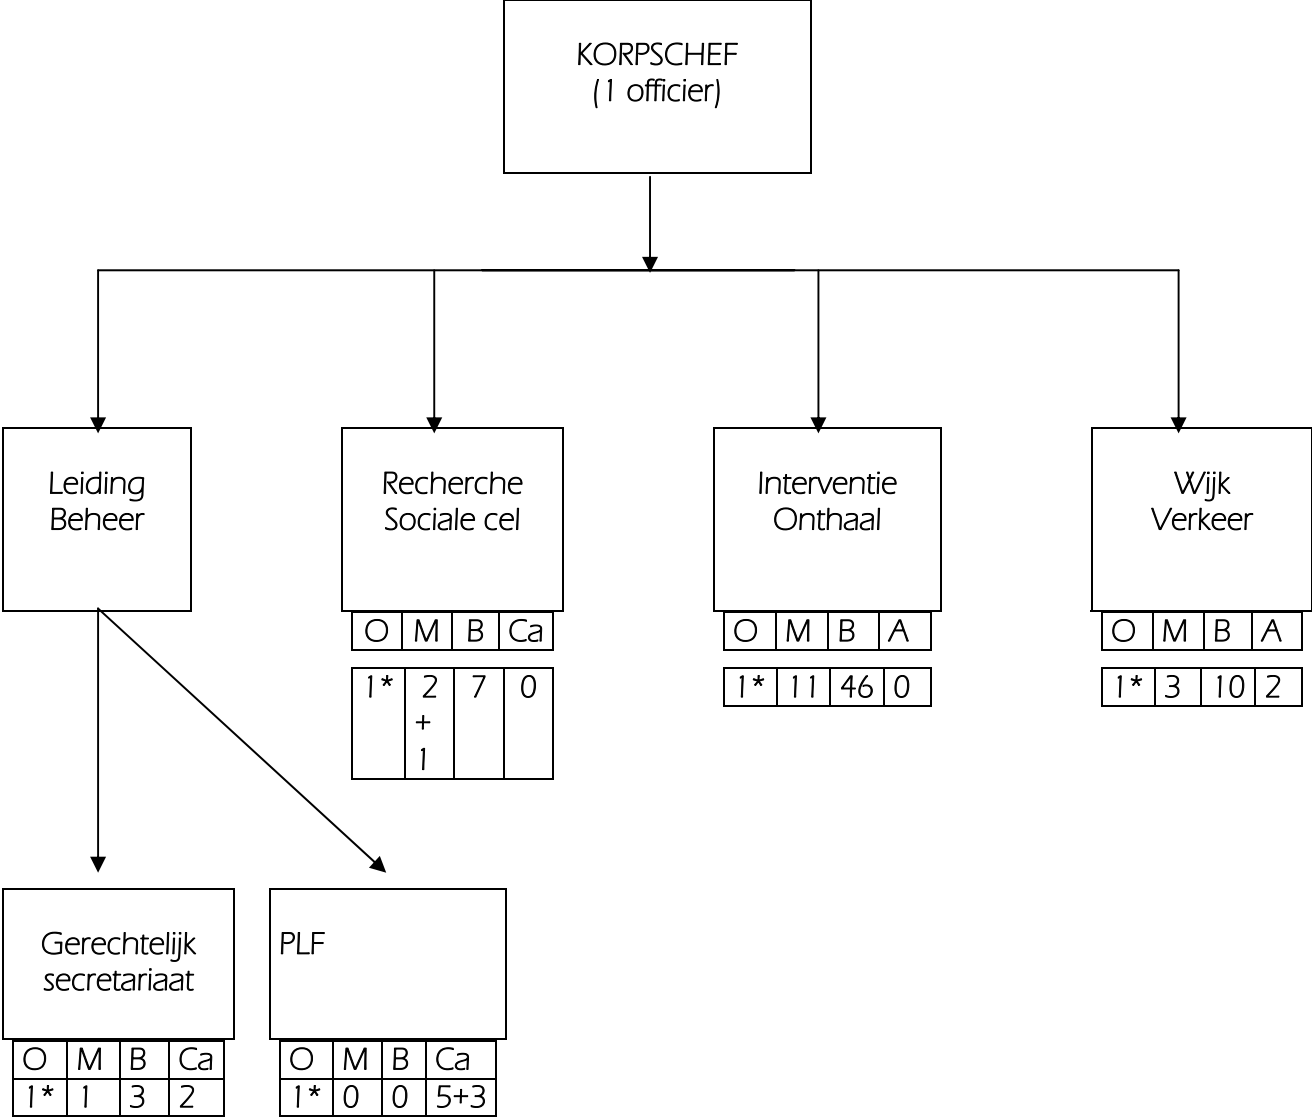 KORPSCHEF
(1 officier)
Leiding
Beheer
Recherche
Sociale cel
O M B Ca
1* 2 7 0
+
1
Interventie
Onthaal
O M B A
1* 11 46 0
Wijk
Verkeer
O M B A
1* 3 10 2
Gerechtelijk
secretariaat
O M B Ca
1* 1 3 2
PLF
O M B Ca
1* 0 0 5+3